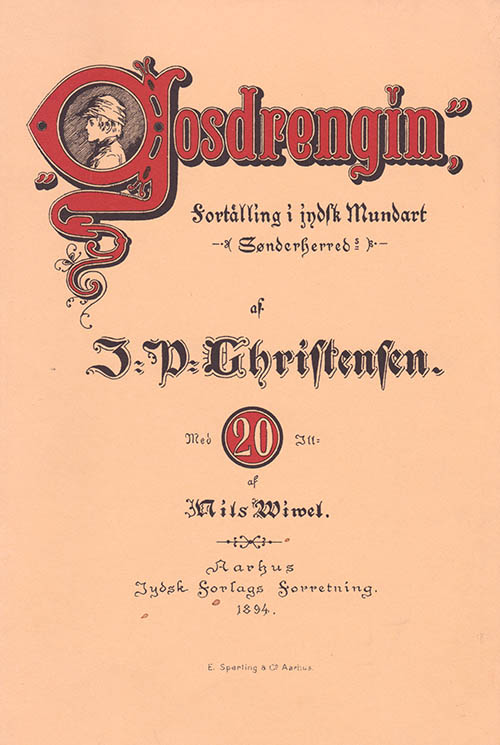 „Gosdrengin,“
Fortälling i jydsk Mundart
Sønderherreds
af
J. P. Christensen.
Med 20 Ill=
af
Nils Wiwel.
Aarhus
Jydsk Forlags Forretning.
1894.
E. Sperling & Co Aarhus.